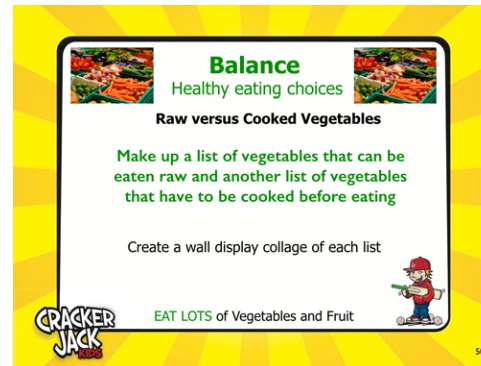 Balance
Healthy eating choices
Raw versus Cooked Vegetables
Make up a list of vegetables that can be
eaten raw and another list of vegetables
that have to be cooked before eating
Create a wall display collage of each list
EAT LOTS of Vegetables and Fruit
CRACKER
JACK
KIDS